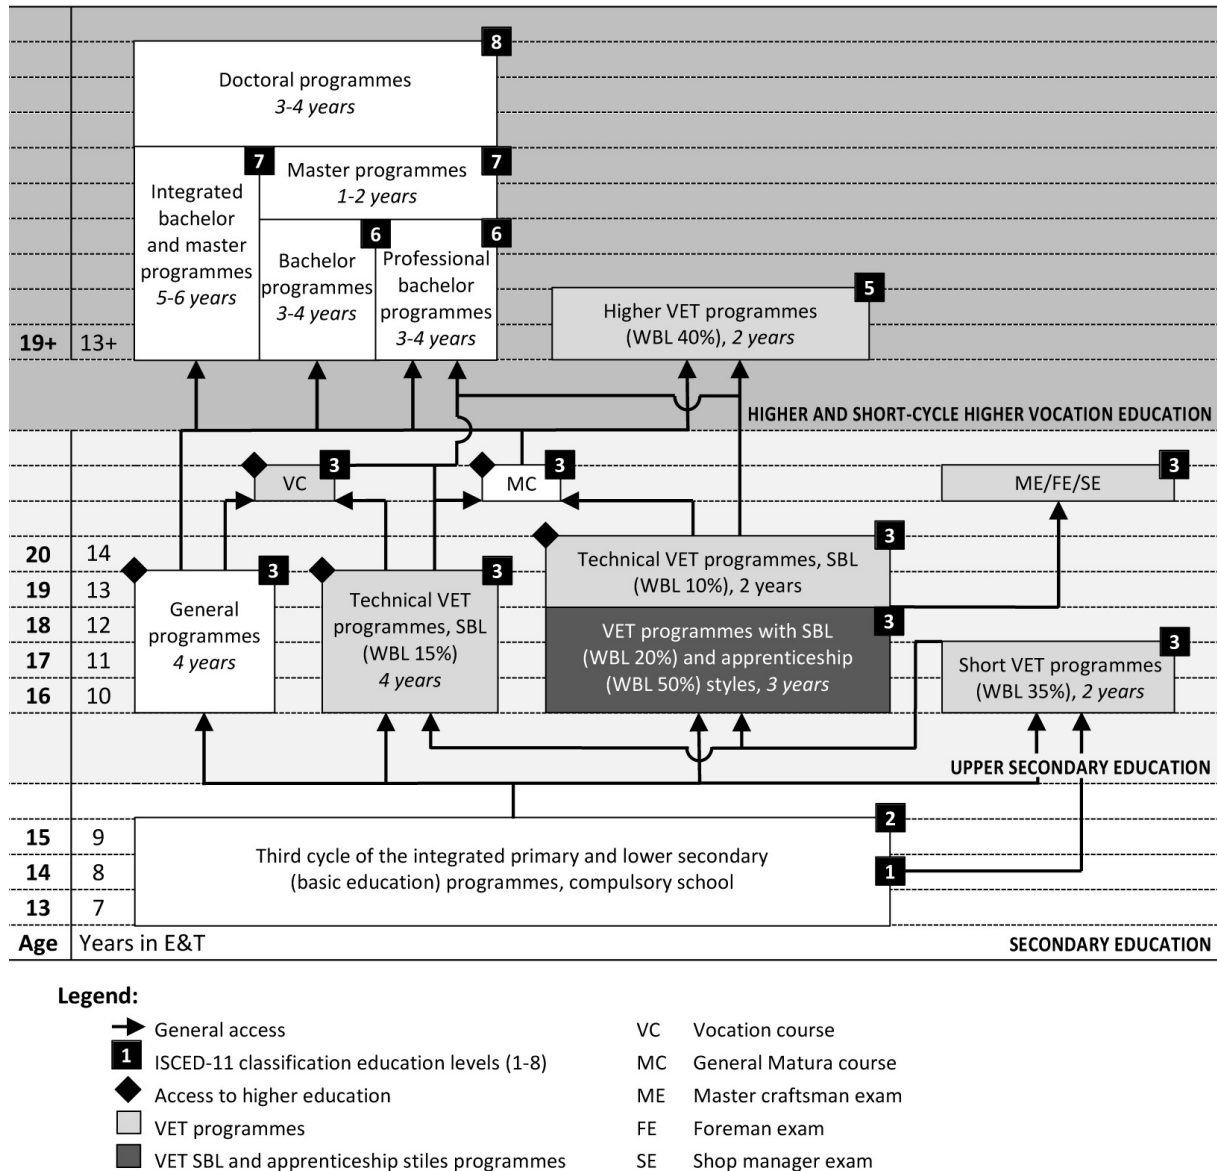 8
Doctoral programmes
3-4 years
7
7
Master programmes
1-2 years
Integrated
bachelor
and master
programmes
5-6 years
6
6
Bachelor
programmes
3-4 years
Professional
bachelor
programmes
3-4 years
5
Higher VET programmes
(WBL 40%), 2 years
19+ 13+
HIGHER AND SHORT-CYCLE HIGHER VOCATION EDUCATION
3
VC
3
MC
3
ME/FE/SE
20 14
19 13
18 12
17 11
16 10
3
General
programmes
4 years
3
Technical VET
programmes, SBL
(WBL 15%)
4 years
3
Technical VET programmes, SBL
(WBL 10%), 2 years
3
VET programmes with SBL
(WBL 20%) and apprenticeship
(WBL 50%) styles, 3 years
3
Short VET programmes
(WBL 35%), 2 years
UPPER SECONDARY EDUCATION
2
15 9
14 8
13 7
Third cycle of the integrated primary and lower secondary
(basic education) programmes, compulsory school
1
Age Years in E&T
SECONDARY EDUCATION
Legend:
General access
1 ISCED-11 classification education levels (1-8)
Access to higher education
VET programmes
VET SBL and apprenticeship stiles programmes
VC Vocation course
MC General Matura course
ME Master craftsman exam
FE Foreman exam
SE Shop manager exam